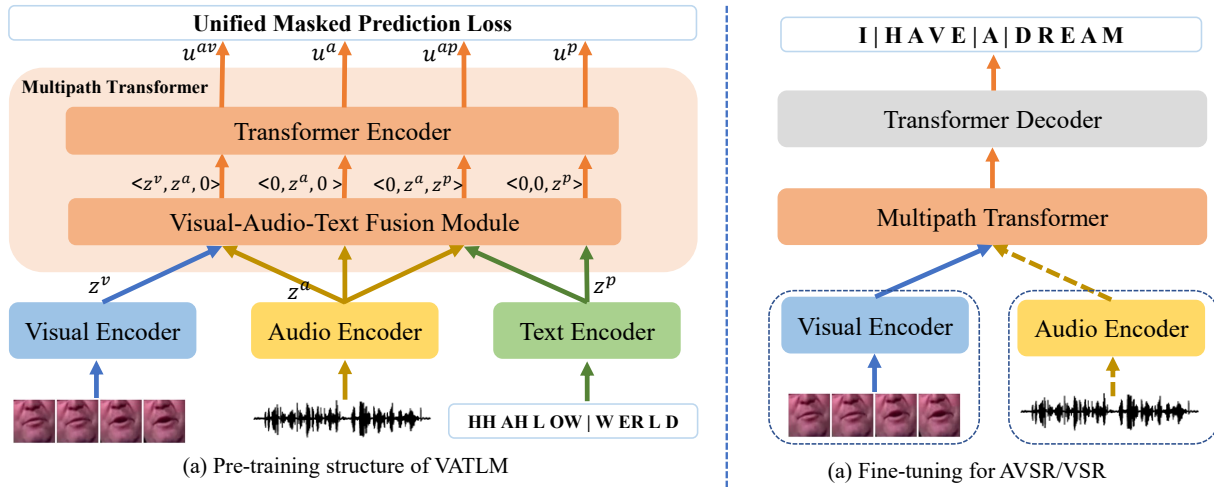 Unified Masked Prediction Loss
u^{av} u^{a} u^{ap} u^{p}
Multipath Transformer
Transformer Encoder
<z^{v}, z^{a}, 0> <0, z^{a}, 0 > <0, z^{a}, z^{p}> <0,0, z^{p}>
Visual-Audio-Text Fusion Module
z^{v} z^{a} z^{p}
Visual Encoder Audio Encoder Text Encoder
HH AH L OW | W ER L D
(a) Pre-training structure of VATLM
I | H A V E | A | D R E A M
Transformer Decoder
Multipath Transformer
Visual Encoder Audio Encoder
(a) Fine-tuning for AVSR/VSR